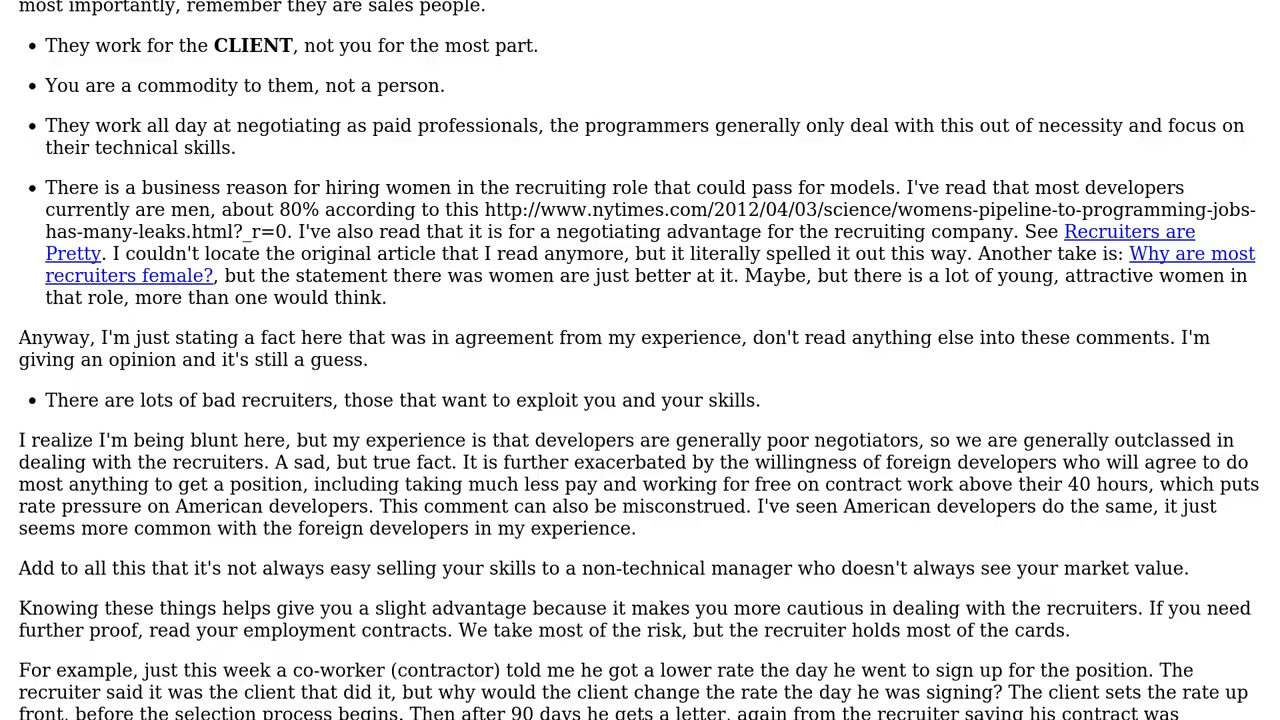 most importantly, remember they are sales people.
• They work for the CLIENT, not you for the most part.
• You are a commodity to them, not a person.
• They work all day at negotiating as paid professionals, the programmers generally only deal with this out of necessity and focus on
their technical skills.
• There is a business reason for hiring women in the recruiting role that could pass for models. I've read that most developers
currently are men, about 80% according to this http://www.nytimes.com/2012/04/03/science/womens-pipeline-to-programming-jobs-
has-many-leaks.html?_r=0. I've also read that it is for a negotiating advantage for the recruiting company. See Recruiters are
Pretty. I couldn't locate the original article that I read anymore, but it literally spelled it out this way. Another take is: Why are most
recruiters female?, but the statement there was women are just better at it. Maybe, but there is a lot of young, attractive women in
that role, more than one would think.
Anyway, I'm just stating a fact here that was in agreement from my experience, don't read anything else into these comments. I'm
giving an opinion and it's still a guess.
• There are lots of bad recruiters, those that want to exploit you and your skills.
I realize I'm being blunt here, but my experience is that developers are generally poor negotiators, so we are generally outclassed in
dealing with the recruiters. A sad, but true fact. It is further exacerbated by the willingness of foreign developers who will agree to do
most anything to get a position, including taking much less pay and working for free on contract work above their 40 hours, which puts
rate pressure on American developers. This comment can also be misconstrued. I've seen American developers do the same, it just
seems more common with the foreign developers in my experience.
Add to all this that it's not always easy selling your skills to a non-technical manager who doesn't always see your market value.
Knowing these things helps give you a slight advantage because it makes you more cautious in dealing with the recruiters. If you need
further proof, read your employment contracts. We take most of the risk, but the recruiter holds most of the cards.
For example, just this week a co-worker (contractor) told me he got a lower rate the day he went to sign up for the position. The
recruiter said it was the client that did it, but why would the client change the rate the day he was signing? The client sets the rate up
front, before the selection process begins. Then after 90 days he gets a letter, again from the recruiter saying his contract was